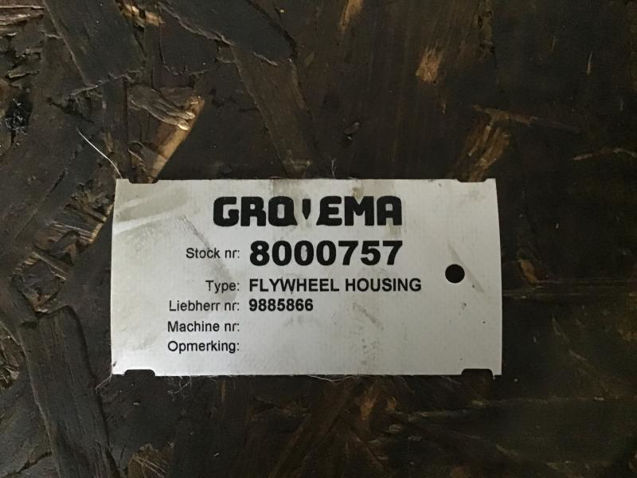 GROVEMA
Stock nr: 8000757
Type: FLYWHEEL HOUSING
Liebherr nr: 9885866
Machine nr:
Opmerking: